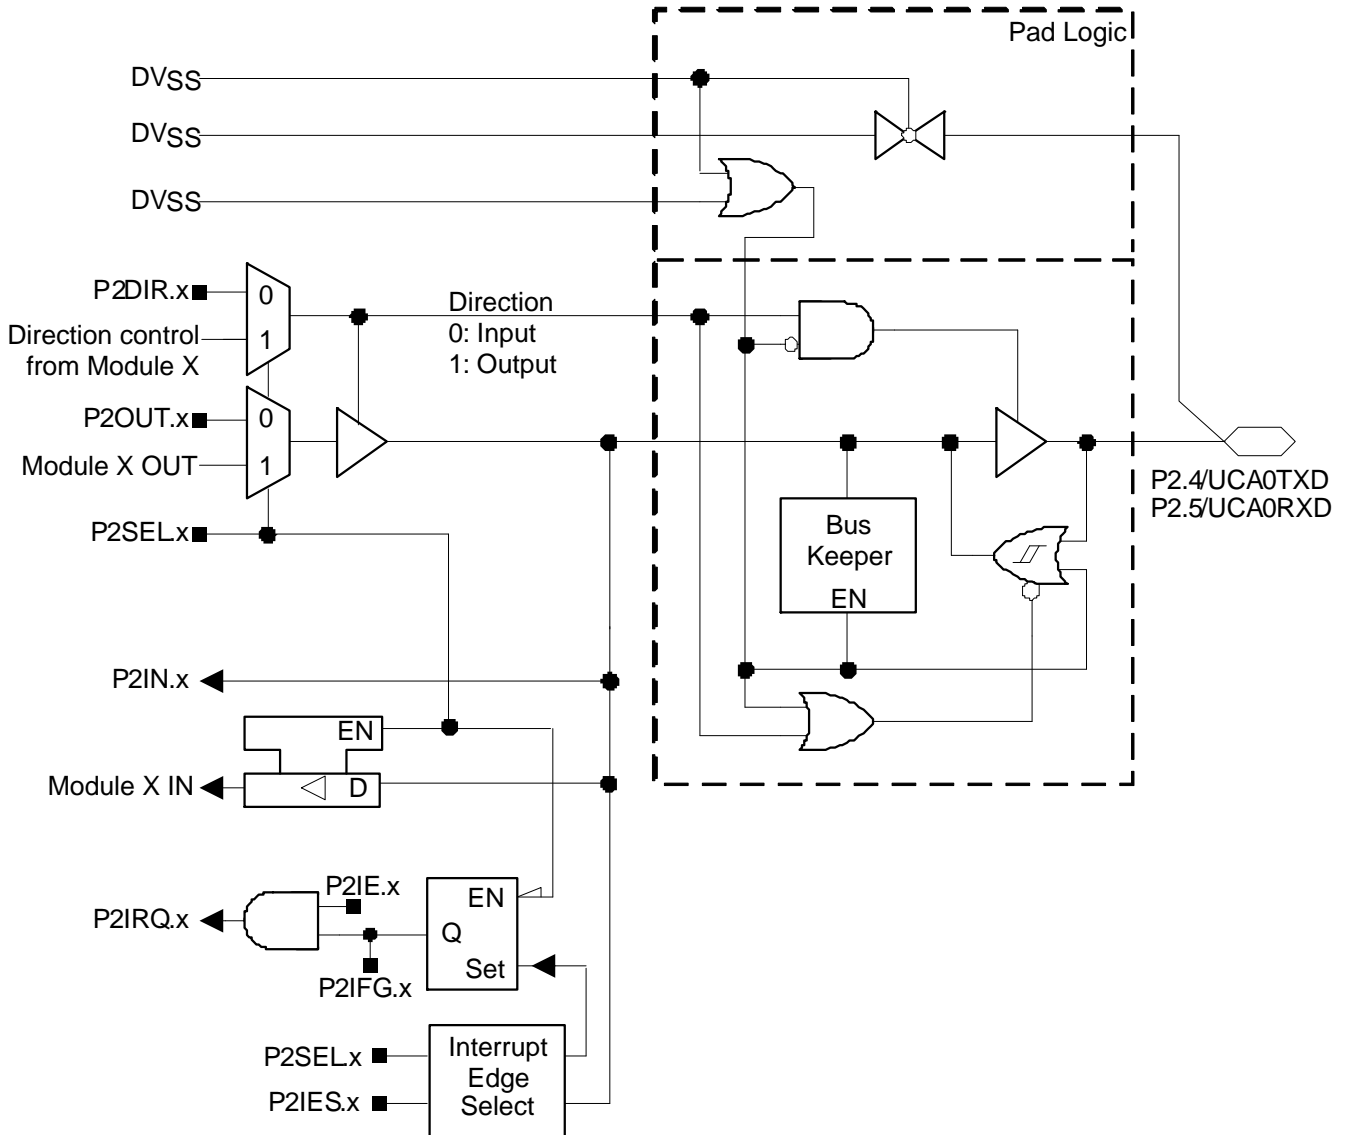 Pad Logic
DVSS
DVSS
DVSS
P2DIR.x
0
1
Direction control
from Module X
Direction
0: Input
1: Output
P2OUT.x
0
Module X OUT
1
P2SEL.x
P2.4/UCA0TXD
P2.5/UCA0RXD
Bus
Keeper
EN
P2IN.x
EN
Module X IN
D
P2IE.x
P2IRQ.x
EN
Q
Set
P2IFG.x
P2SEL.x
P2IES.x
Interrupt
Edge
Select